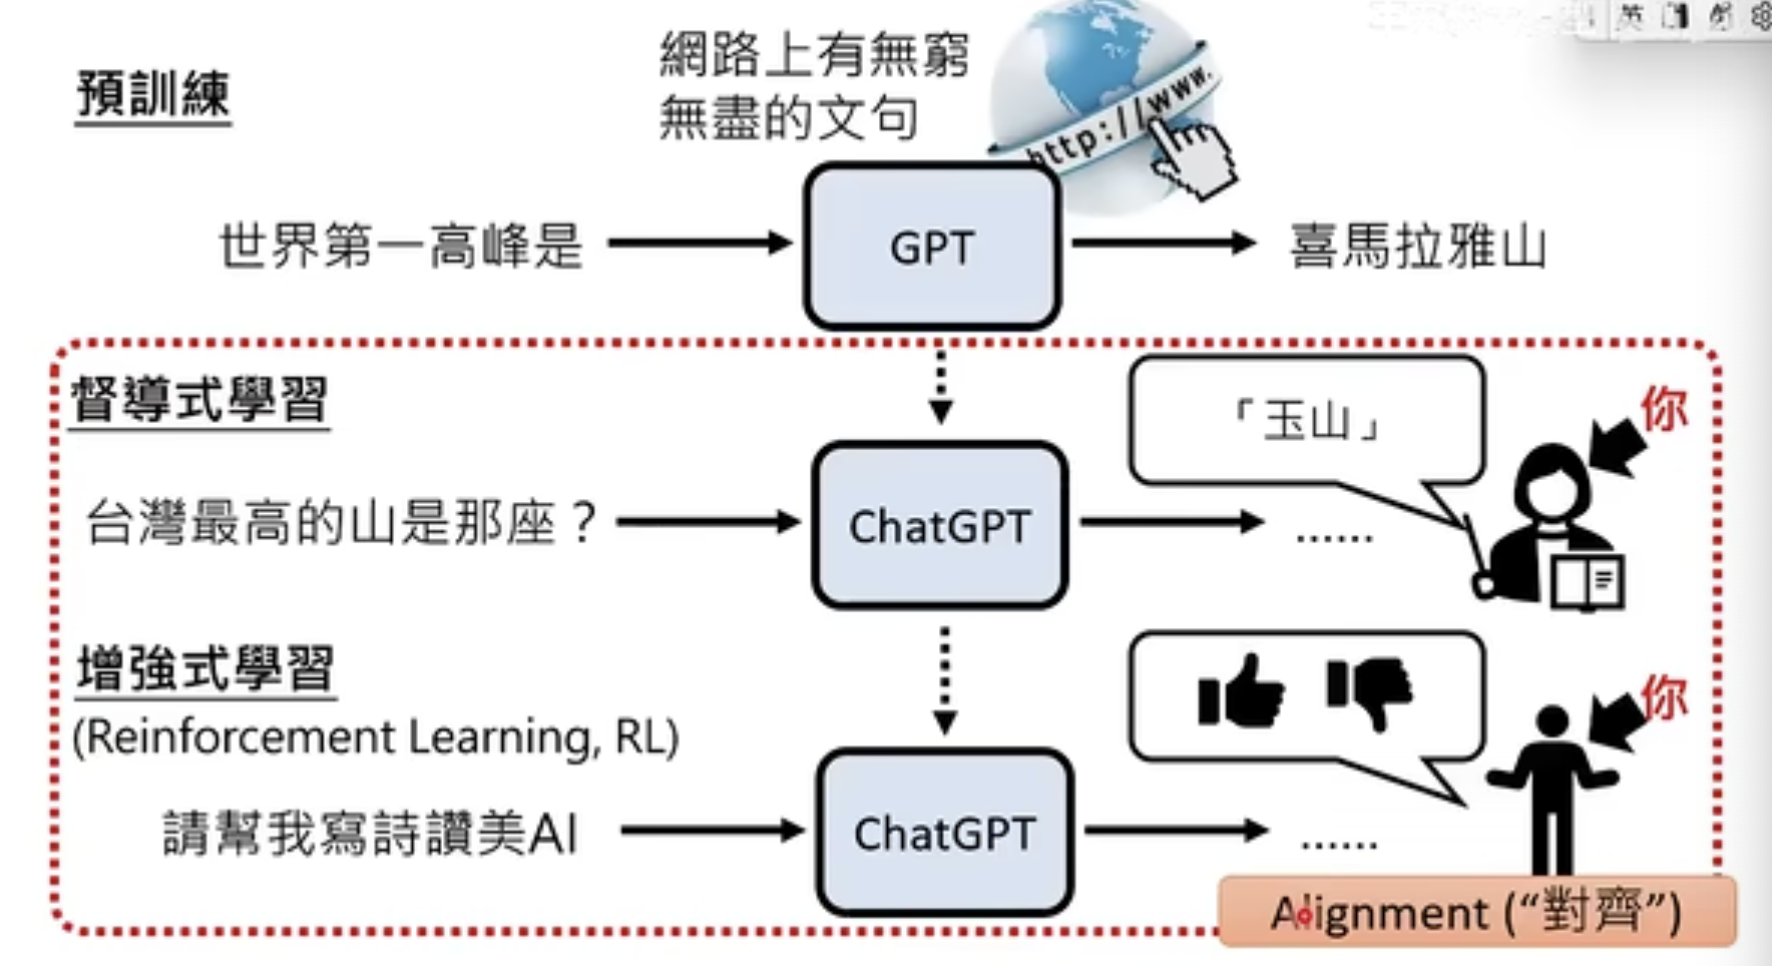 網路上有無窮
無盡的文句
預訓練
http://www.
世界第一高峰是
GPT
喜馬拉雅山
督導式學習
「玉山」
你
台灣最高的山是那座？
ChatGPT
......
增強式學習
(Reinforcement Learning, RL)
你
請幫我寫詩讚美AI
ChatGPT
......
Alignment (“對齊”)